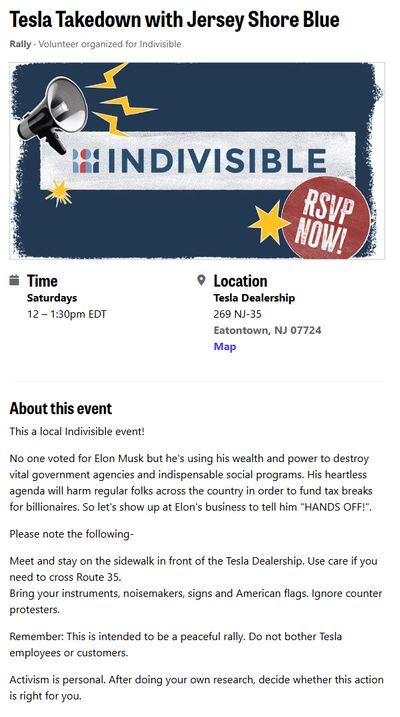 Tesla Takedown with Jersey Shore Blue
Rally · Volunteer organized for Indivisible
INDIVISIBLE
RSVP
NOW!
Time
Saturdays
12 – 1:30pm EDT
Location
Tesla Dealership
269 NJ-35
Eatontown, NJ 07724
Map
About this event
This a local Indivisible event!
No one voted for Elon Musk but he's using his wealth and power to destroy
vital government agencies and indispensable social programs. His heartless
agenda will harm regular folks across the country in order to fund tax breaks
for billionaires. So let's show up at Elon's business to tell him "HANDS OFF!".
Please note the following-
Meet and stay on the sidewalk in front of the Tesla Dealership. Use care if you
need to cross Route 35.
Bring your instruments, noisemakers, signs and American flags. Ignore counter
protesters.
Remember: This is intended to be a peaceful rally. Do not bother Tesla
employees or customers.
Activism is personal. After doing your own research, decide whether this action
is right for you.